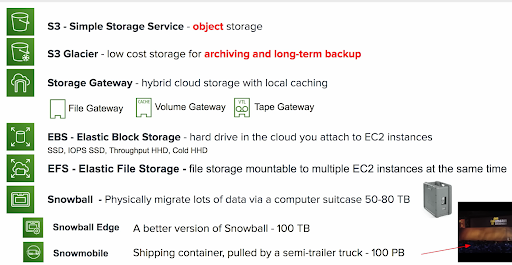 S3 - Simple Storage Service - object storage
S3 Glacier - low cost storage for archiving and long-term backup
Storage Gateway - hybrid cloud storage with local caching
File Gateway
CACHE
Volume Gateway
VTL
Tape Gateway
EBS - Elastic Block Storage - hard drive in the cloud you attach to EC2 instances
SSD, IOPS SSD, Throughput HHD, Cold HHD
EFS - Elastic File Storage - file storage mountable to multiple EC2 instances at the same time
Snowball - Physically migrate lots of data via a computer suitcase 50-80 TB
Snowball Edge
A better version of Snowball - 100 TB
Snowmobile
Shipping container, pulled by a semi-trailer truck - 100 PB